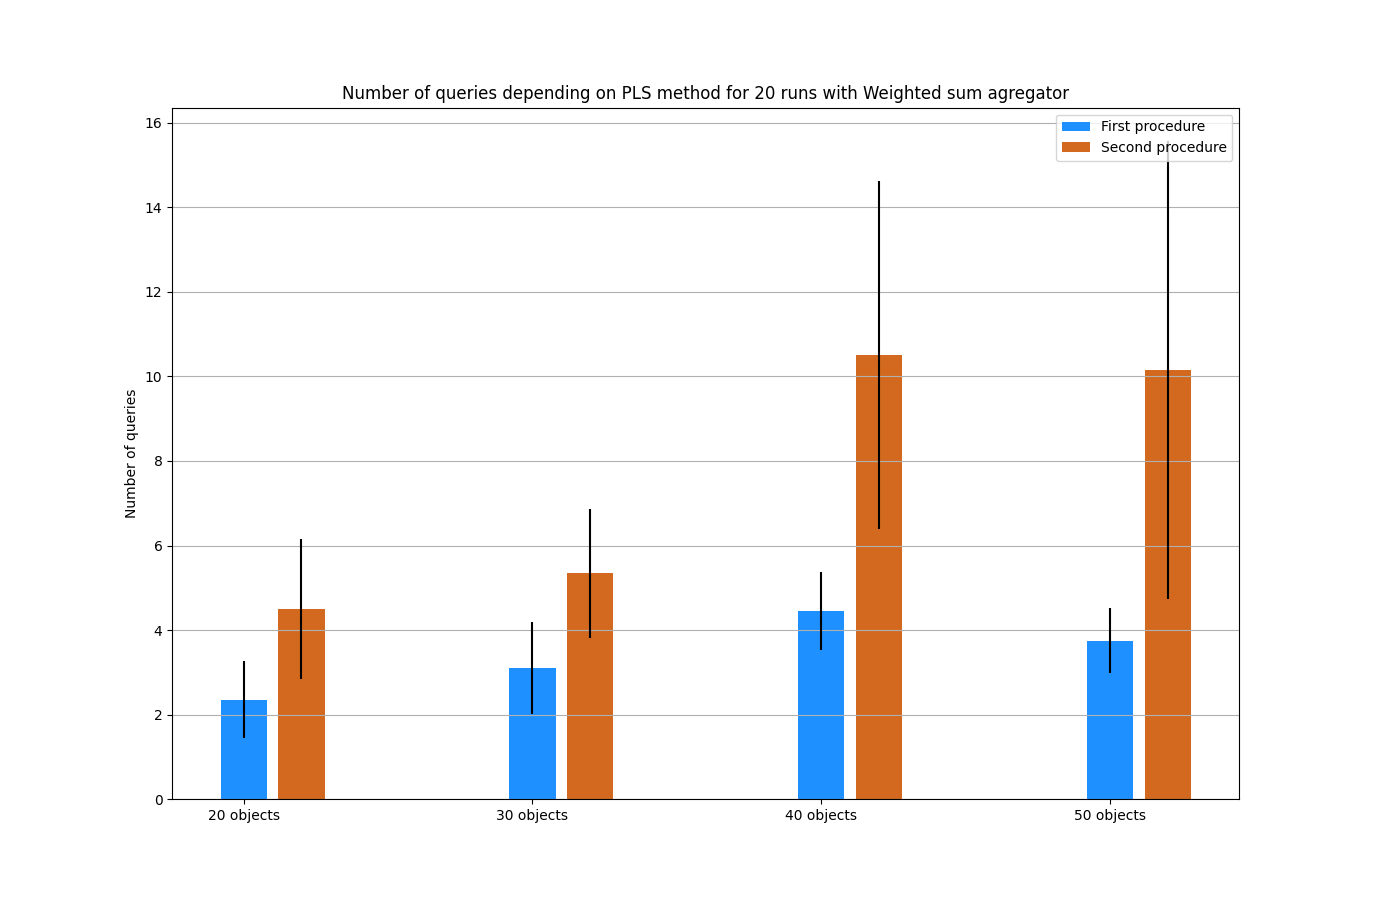 Number of queries depending on PLS method for 20 runs with Weighted sum agregator
First procedure
Second procedure
Number of queries
16
14
12
10
8
6
4
2
0
20 objects
30 objects
40 objects
50 objects